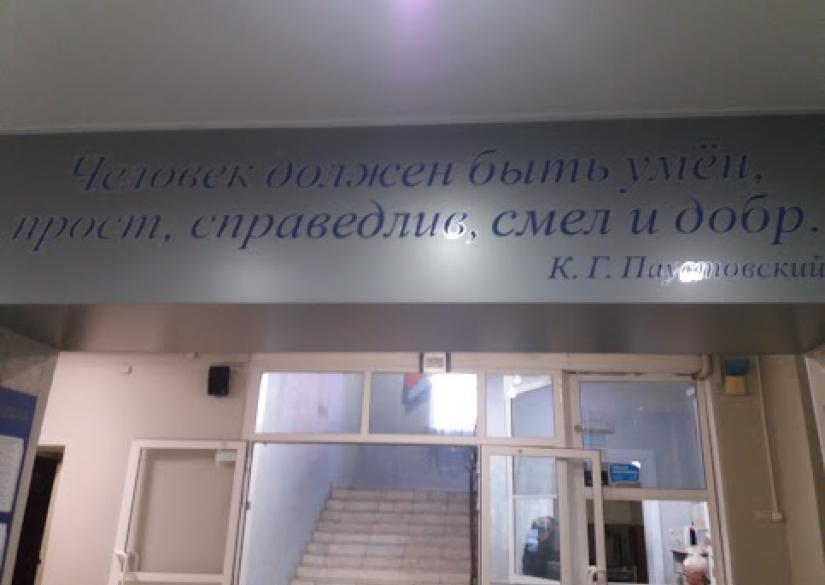 Человек должен быть умён,
прост, справедлив, смел и добр.
К. Г. Паустовский